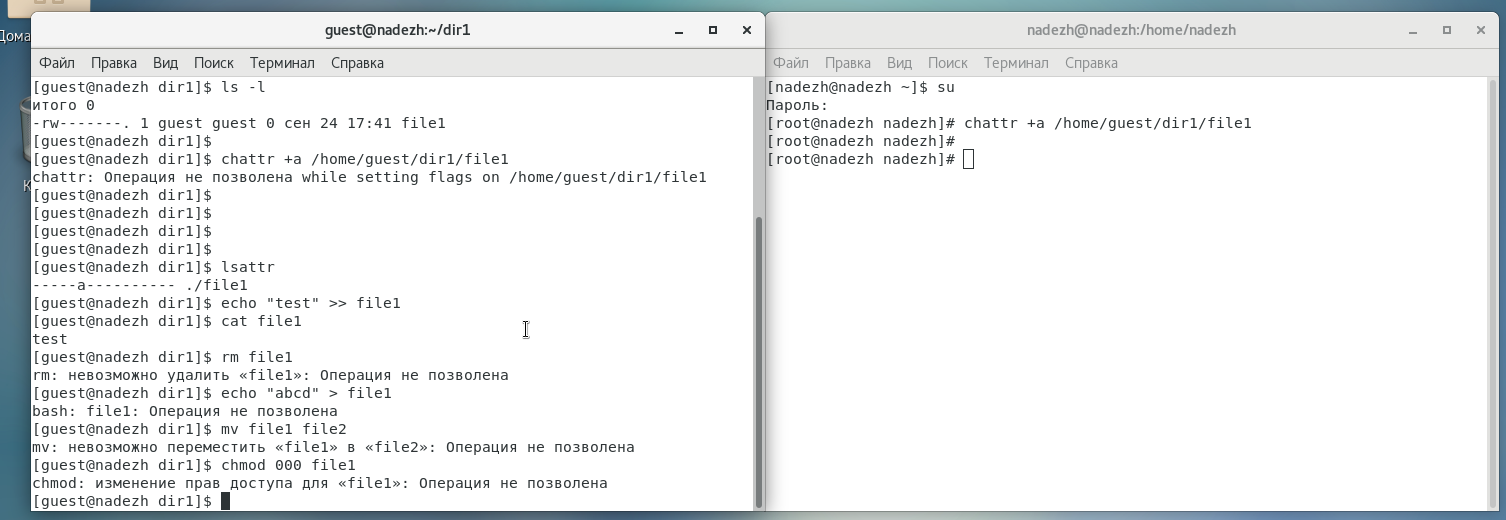 Дома
К
guest@nadezh:~/dir1
Файл Правка Вид Поиск Терминал Справка
[guest@nadezh dir1]$ ls -l
итого 0
-rw-------. 1 guest guest 0 сен 24 17:41 file1
[guest@nadezh dir1]$
[guest@nadezh dir1]$ chattr +a /home/guest/dir1/file1
chattr: Операция не позволена while setting flags on /home/guest/dir1/file1
[guest@nadezh dir1]$
[guest@nadezh dir1]$
[guest@nadezh dir1]$
[guest@nadezh dir1]$
[guest@nadezh dir1]$ lsattr
-----a---------- ./file1
[guest@nadezh dir1]$ echo "test" >> file1
[guest@nadezh dir1]$ cat file1
test
[guest@nadezh dir1]$ rm file1
rm: невозможно удалить «file1»: Операция не позволена
[guest@nadezh dir1]$ echo "abcd" > file1
bash: file1: Операция не позволена
[guest@nadezh dir1]$ mv file1 file2
mv: невозможно переместить «file1» в «file2»: Операция не позволена
[guest@nadezh dir1]$ chmod 000 file1
chmod: изменение прав доступа для «file1»: Операция не позволена
[guest@nadezh dir1]$
nadezh@nadezh:/home/nadezh
Файл Правка Вид Поиск Терминал Справка
[nadezh@nadezh ~]$ su
Пароль:
[root@nadezh nadezh]# chattr +a /home/guest/dir1/file1
[root@nadezh nadezh]#
[root@nadezh nadezh]#